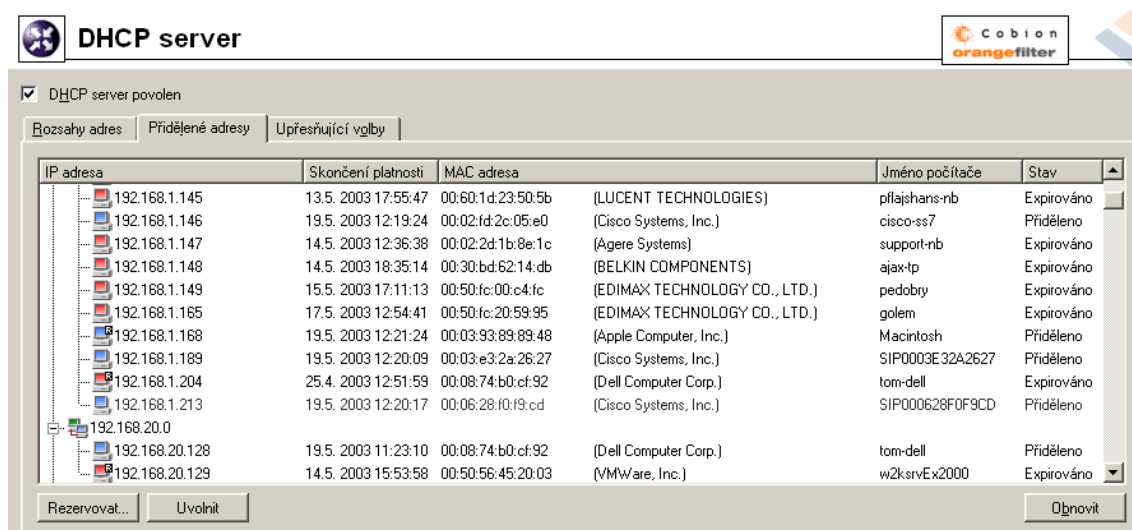 DHCP server
Cobion
orangefilter
DHCP server povolen
Rozsahy adres Přidělené adresy Upřesňující volby
IP adresa Skončení platnosti MAC adresa Jméno počítače Stav
192.168.1.145 13.5. 2003 17:55:47 00:60:1d:23:50:5b (LUCENT TECHNOLOGIES) pflajshans-nb Expirováno
192.168.1.146 19.5. 2003 12:19:24 00:02:fd:2c:05:e0 (Cisco Systems, Inc.) cisco-ss7 Přiděleno
192.168.1.147 14.5. 2003 12:36:38 00:02:2d:1b:8e:1c (Agere Systems) support-nb Expirováno
192.168.1.148 14.5. 2003 18:35:14 00:30:bd:62:14:db (BELKIN COMPONENTS) ajax-tp Expirováno
192.168.1.149 15.5. 2003 17:11:13 00:50:fc:00:c4:fc (EDIMAX TECHNOLOGY CO., LTD.) pedobry Expirováno
192.168.1.165 17.5. 2003 12:54:41 00:50:fc:20:59:95 (EDIMAX TECHNOLOGY CO., LTD.) golem Expirováno
192.168.1.168 19.5. 2003 12:21:24 00:03:93:89:89:48 (Apple Computer, Inc.) Macintosh Přiděleno
192.168.1.189 19.5. 2003 12:20:09 00:03:e3:2a:26:27 (Cisco Systems, Inc.) SIP0003E32A2627 Přiděleno
192.168.1.204 25.4. 2003 12:51:59 00:08:74:b0:cf:92 (Dell Computer Corp.) tom-dell Expirováno
192.168.1.213 19.5. 2003 12:20:17 00:06:28:f0:f9:cd (Cisco Systems, Inc.) SIP000628F0F9CD Přiděleno
192.168.20.0
192.168.20.128 19.5. 2003 11:23:10 00:08:74:b0:cf:92 (Dell Computer Corp.) tom-dell Přiděleno
192.168.20.129 14.5. 2003 15:53:58 00:50:56:45:20:03 (VMWare, Inc.) w2ksrvEx2000 Expirováno
Rezervovat... Uvolnit Obnovit